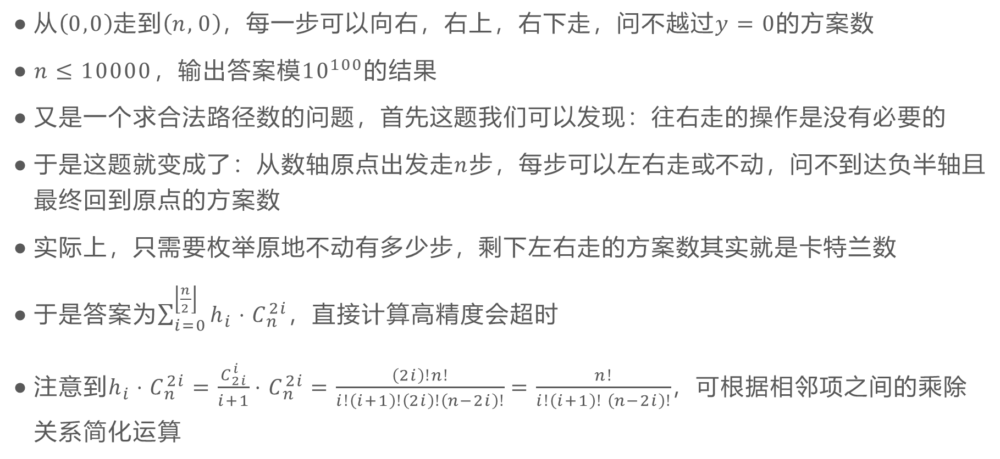 • 从(0,0)走到(n, 0)，每一步可以向右，右上，右下走，问不越过y = 0的方案数
• n ≤ 10000，输出答案模10^100的结果
• 又是一个求合法路径数的问题，首先这题我们可以发现：往右走的操作是没有必要的
• 于是这题就变成了：从数轴原点出发走n步，每步可以左右走或不动，问不到达负半轴且
最终回到原点的方案数
• 实际上，只需要枚举原地不动有多少步，剩下左右走的方案数其实就是卡特兰数
• 于是答案为$\sum_{i=0}^{\lfloor \frac{n}{2} \rfloor} h_i \cdot C_n^{2i}$，直接计算高精度会超时
• 注意到$h_i \cdot C_n^{2i} = \frac{C_{2i}^{i}}{i+1} \cdot C_n^{2i} = \frac{(2i)!n!}{i!(i+1)!(2i)!(n-2i)!} = \frac{n!}{i!(i+1)!\,(n-2i)!}$，可根据相邻项之间的乘除
关系简化运算